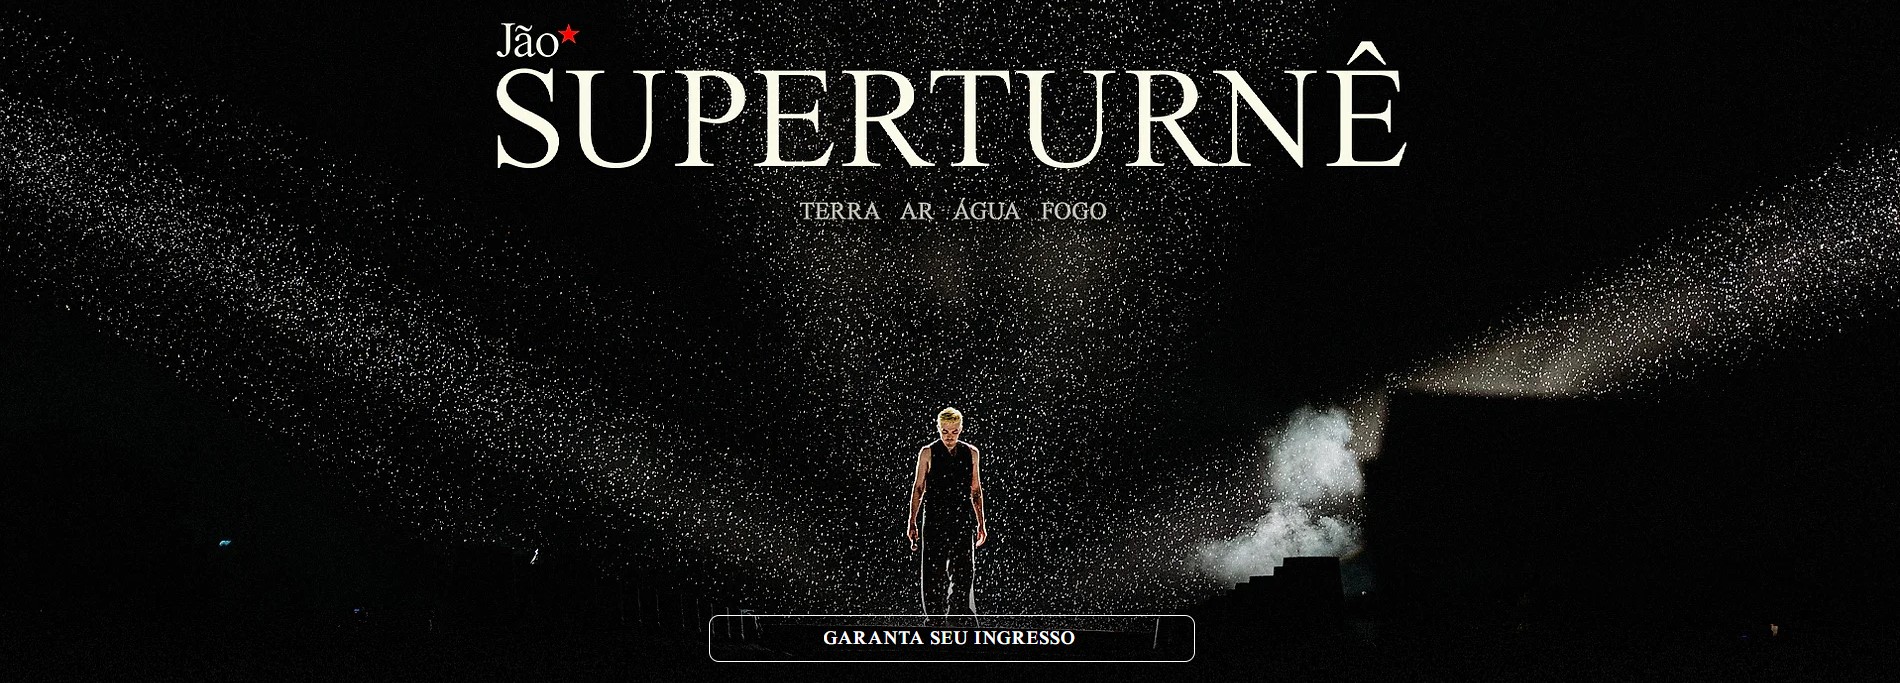 Jão
SUPERTURNÊ
TERRA AR ÁGUA FOGO
GARANTA SEU INGRESSO